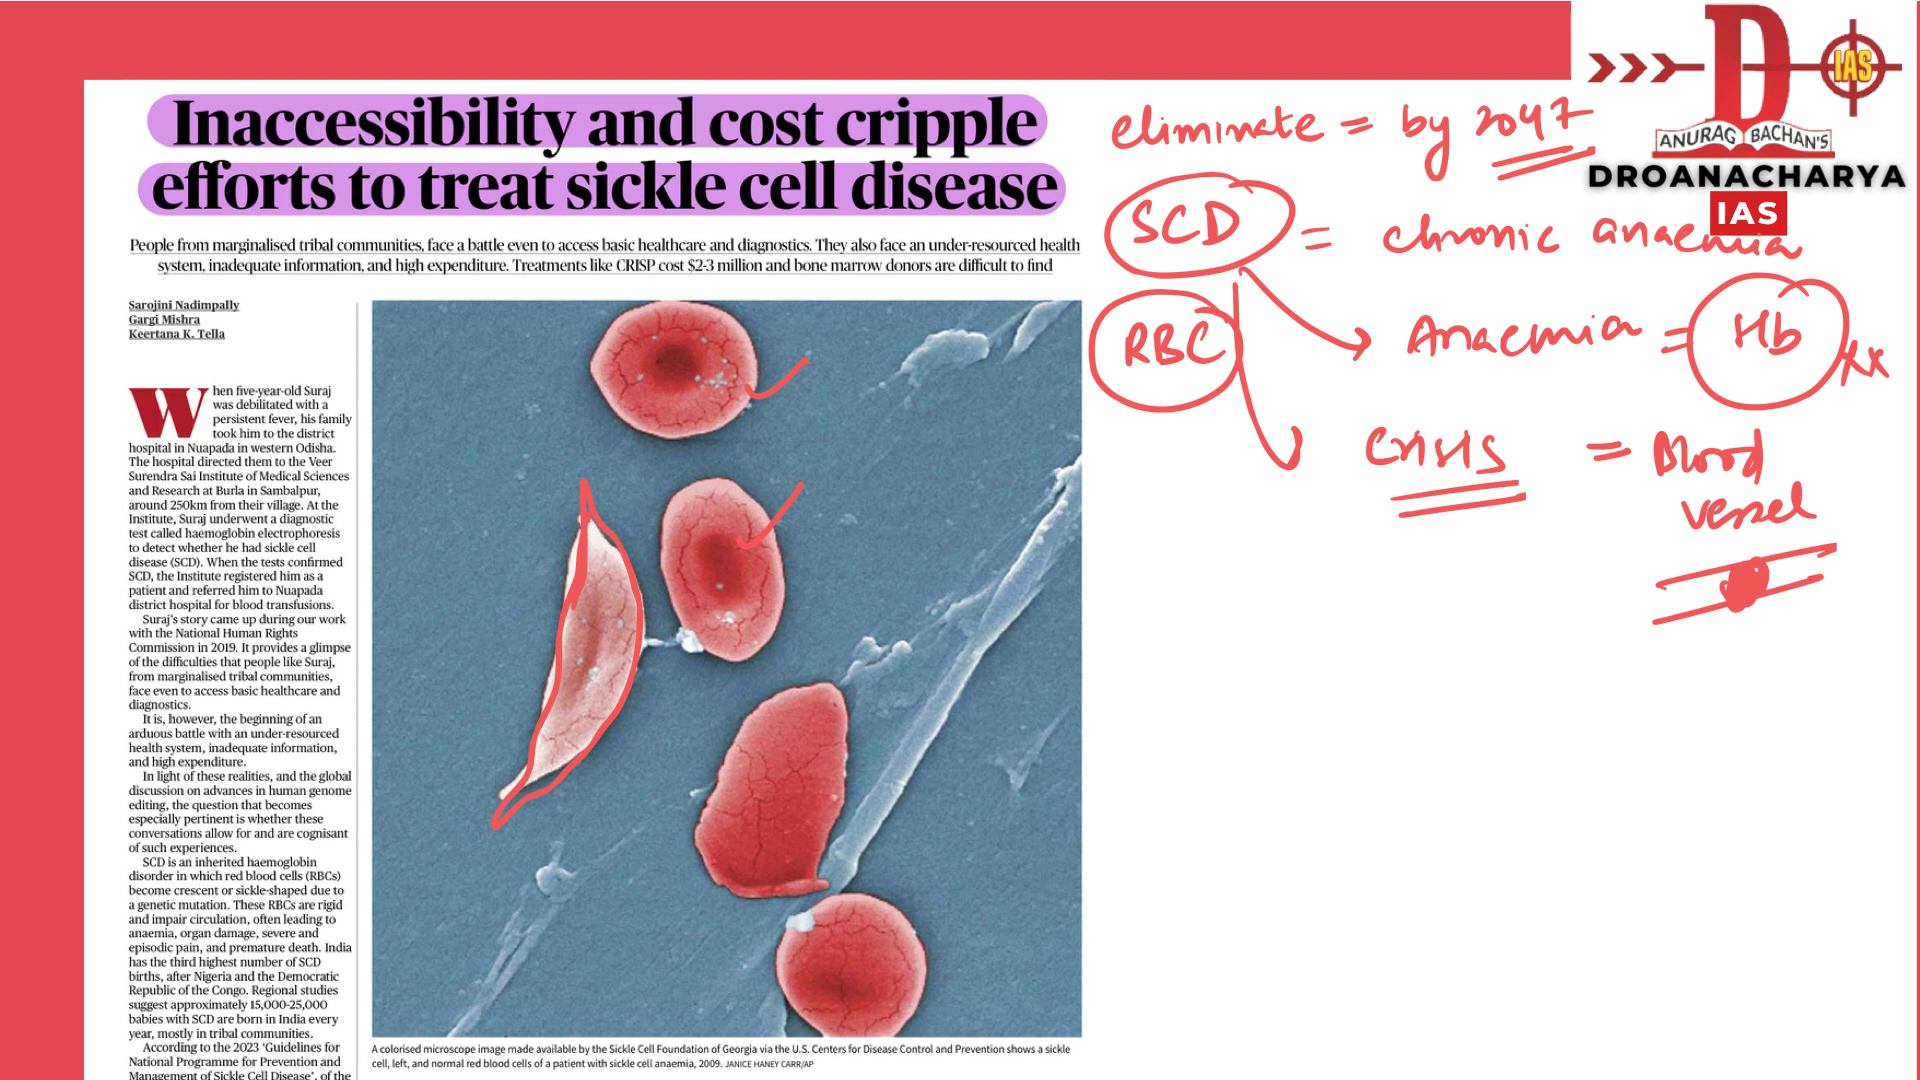 Inaccessibility and cost cripple
efforts to treat sickle cell disease
People from marginalised tribal communities, face a battle even to access basic healthcare and diagnostics. They also face an under-resourced health
system, inadequate information, and high expenditure. Treatments like CRISP cost $2-3 million and bone marrow donors are difficult to find
Sarojini Nadimpally
Gargi Mishra
Keertana K. Tella
When five-year-old Suraj
was debilitated with a
persistent fever, his family
took him to the district
hospital in Nuapada in western Odisha.
The hospital directed them to the Veer
Surendra Sai Institute of Medical Sciences
and Research at Burla in Sambalpur,
around 250km from their village. At the
Institute, Suraj underwent a diagnostic
test called haemoglobin electrophoresis
to detect whether he had sickle cell
disease (SCD). When the tests confirmed
SCD, the Institute registered him as a
patient and referred him to Nuapada
district hospital for blood transfusions.
Suraj's story came up during our work
with the National Human Rights
Commission in 2019. It provides a glimpse
of the difficulties that people like Suraj,
from marginalised tribal communities,
face even to access basic healthcare and
diagnostics.
It is, however, the beginning of an
arduous battle with an under-resourced
health system, inadequate information,
and high expenditure.
In light of these realities, and the global
discussion on advances in human genome
editing, the question that becomes
especially pertinent is whether these
conversations allow for and are cognisant
of such experiences.
SCD is an inherited haemoglobin
disorder in which red blood cells (RBCs)
become crescent or sickle-shaped due to
a genetic mutation. These RBCs are rigid
and impair circulation, often leading to
anaemia, organ damage, severe and
episodic pain, and premature death. India
has the third highest number of SCD
births, after Nigeria and the Democratic
Republic of the Congo. Regional studies
suggest approximately 15,000-25,000
babies with SCD are born in India every
year, mostly in tribal communities.
According to the 2023 'Guidelines for
National Programme for Prevention and
Management of Sickle Cell Disease', of the
A colorised microscope image made available by the Sickle Cell Foundation of Georgia via the U.S. Centers for Disease Control and Prevention shows a sickle
cell, left, and normal red blood cells of a patient with sickle cell anaemia, 2009. JANICE HANEY CARR/AP
eliminate = by 2047
SCD = chronic anaemia
RBC Anaemia = Hb xx
Crisis = Blood
vessel
D IAS
ANURAG BACHAN'S
DROANACHARYA
IAS